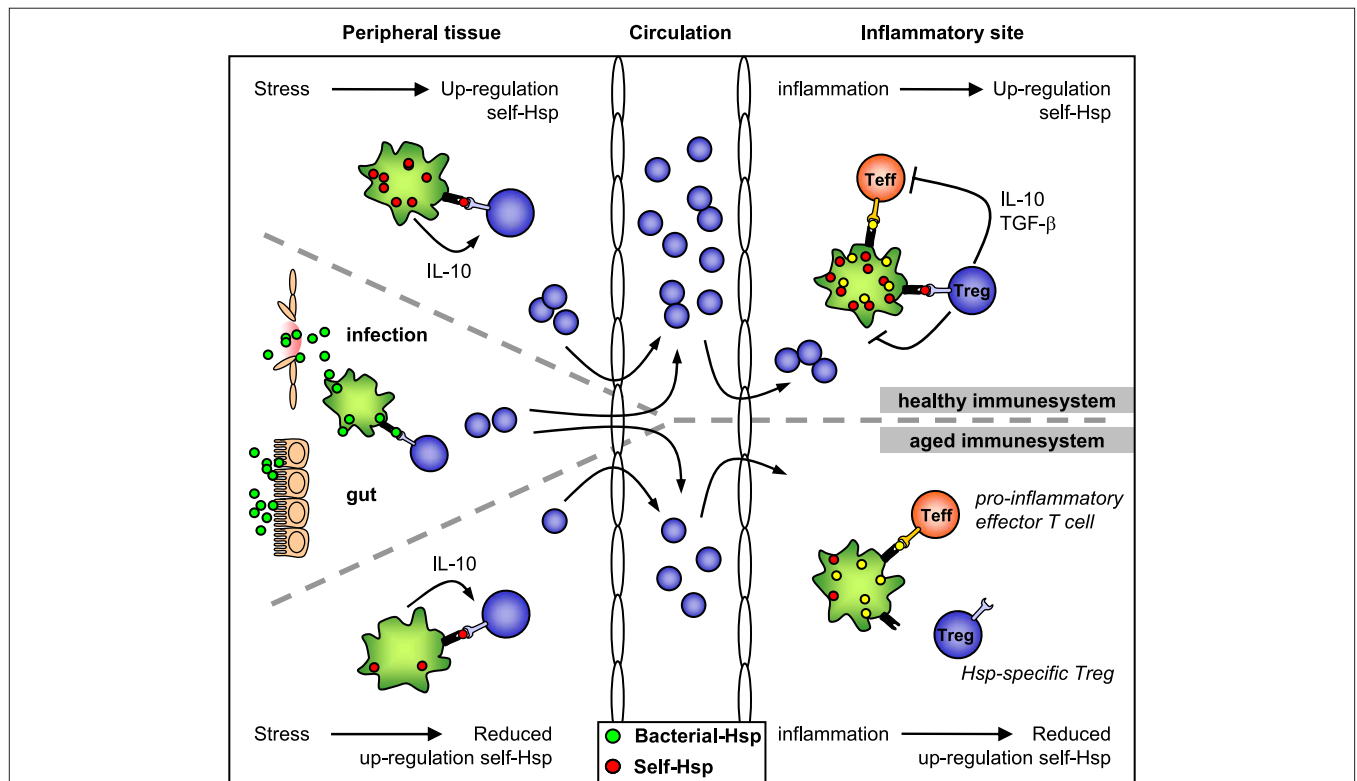 Peripheral tissue
Circulation
Inflammatory site
Stress
Up-regulation
self-Hsp
inflammation
Up-regulation
self-Hsp
IL-10
Teff
IL-10
TGF-β
Treg
infection
gut
healthy immunesystem
aged immunesystem
IL-10
Teff
pro-inflammatory
effector T cell
Treg
Hsp-specific Treg
Stress
Reduced
up-regulation self-Hsp
Bacterial-Hsp
Self-Hsp
inflammation
Reduced
up-regulation self-Hsp